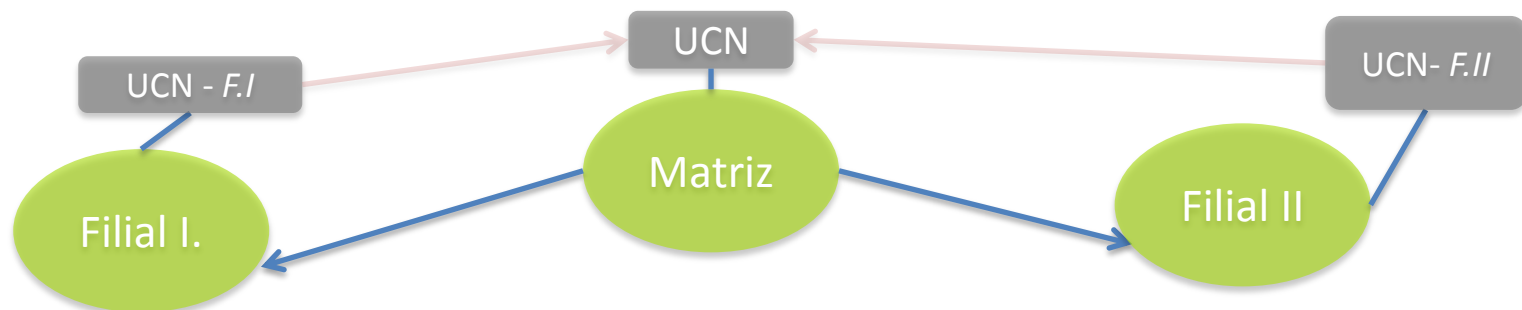 UCN
UCN - F.I
UCN- F.II
Matriz
Filial I.
Filial II